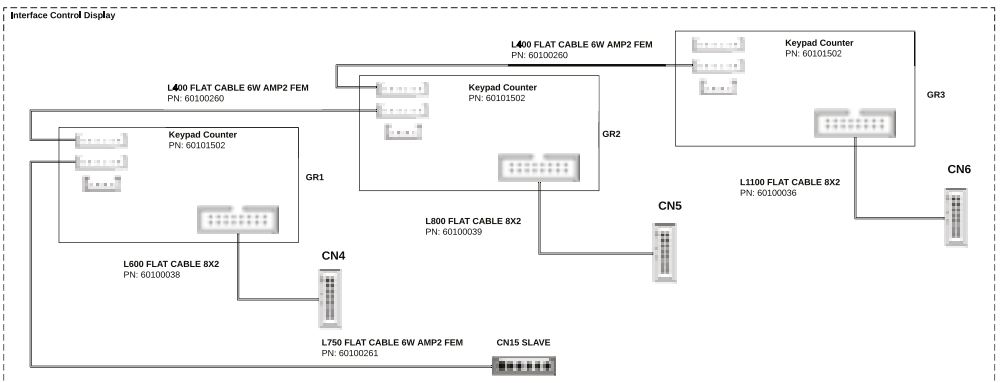 Interface Control Display
L400 FLAT CABLE 6W AMP2 FEM
PN: 60100260
Keypad Counter
PN: 60101502
GR3
L400 FLAT CABLE 6W AMP2 FEM
PN: 60100260
Keypad Counter
PN: 60101502
GR2
Keypad Counter
PN: 60101502
GR1
L1100 FLAT CABLE 8X2
PN: 60100036
CN6
L800 FLAT CABLE 8X2
PN: 60100039
CN5
L600 FLAT CABLE 8X2
PN: 60100038
CN4
L750 FLAT CABLE 6W AMP2 FEM
PN: 60100261
CN15 SLAVE